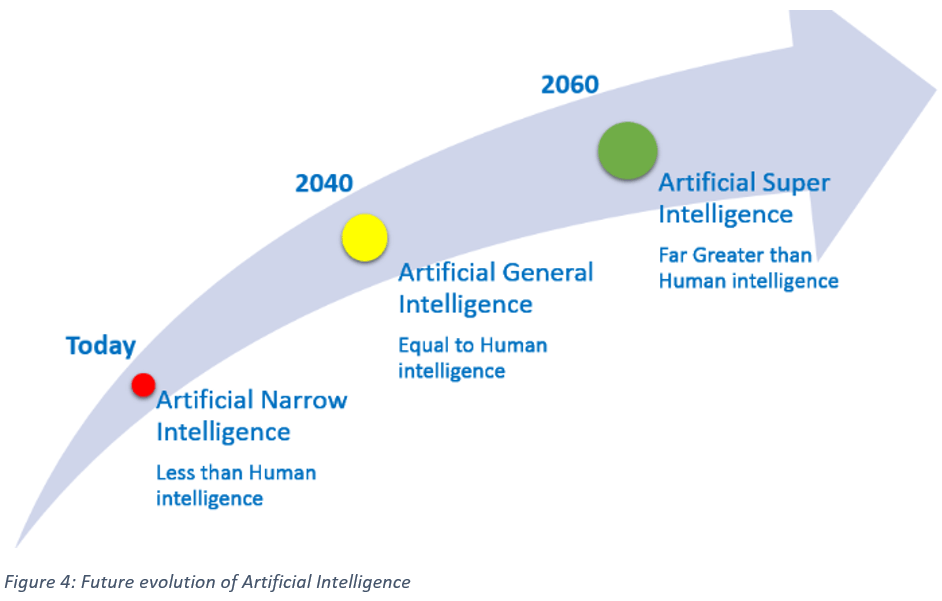 2060
2040
Artificial Super
Intelligence
Far Greater than
Human intelligence
Artificial General
Intelligence
Equal to Human
intelligence
Today
Artificial Narrow
Intelligence
Less than Human
intelligence
Figure 4: Future evolution of Artificial Intelligence